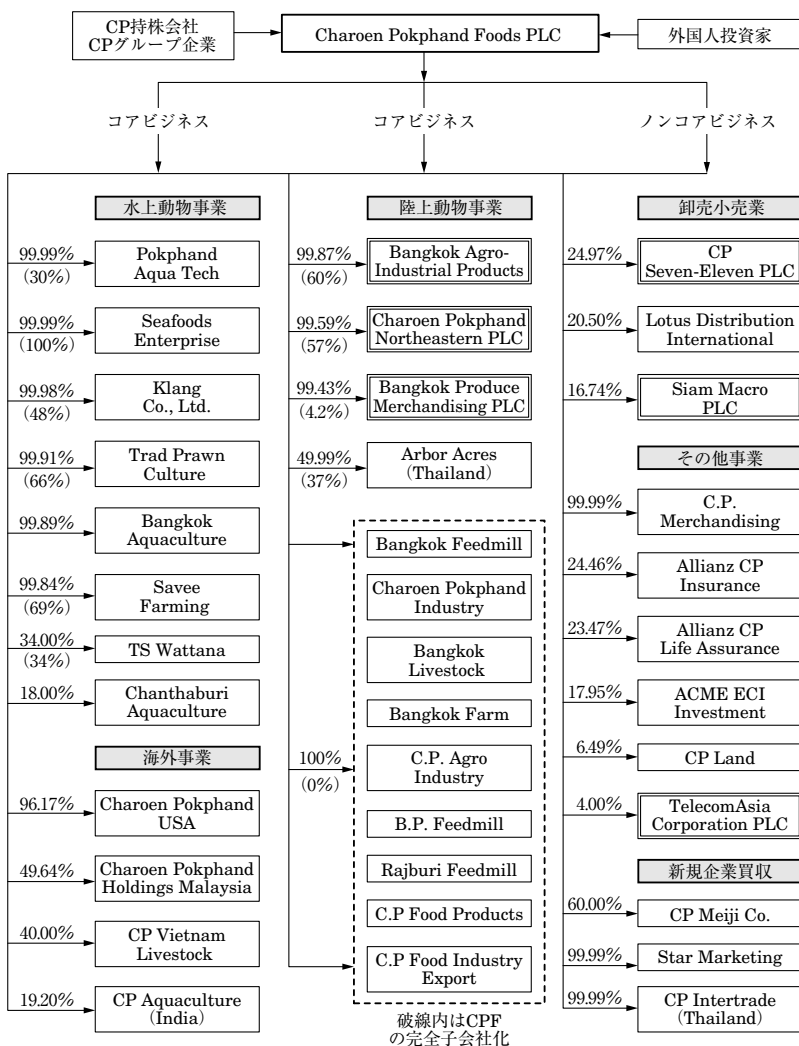 CP持株会社
CPグループ企業
Charoen Pokphand Foods PLC
外国人投資家
コアビジネス
コアビジネス
ノンコアビジネス
水上動物事業
99.99%
(30%)
Pokphand
Aqua Tech
99.99%
(100%)
Seafoods
Enterprise
99.98%
(48%)
Klang
Co., Ltd.
99.91%
(66%)
Trad Prawn
Culture
99.89%
Bangkok
Aquaculture
99.84%
(69%)
Savee
Farming
34.00%
(34%)
TS Wattana
18.00%
Chanthaburi
Aquaculture
海外事業
96.17%
Charoen Pokphand
USA
49.64%
Charoen Pokphand
Holdings Malaysia
40.00%
CP Vietnam
Livestock
19.20%
CP Aquaculture
(India)
陸上動物事業
99.87%
(60%)
Bangkok Agro-
Industrial Products
99.59%
(57%)
Charoen Pokphand
Northeastern PLC
99.43%
(4.2%)
Bangkok Produce
Merchandising PLC
49.99%
(37%)
Arbor Acres
(Thailand)
100%
(0%)
Bangkok Feedmill
Charoen Pokphand
Industry
Bangkok
Livestock
Bangkok Farm
C.P. Agro
Industry
B.P. Feedmill
Rajburi Feedmill
C.P Food Products
C.P Food Industry
Export
破線内はCPF
の完全子会社化
卸売小売業
24.97%
CP
Seven-Eleven PLC
20.50%
Lotus Distribution
International
16.74%
Siam Macro
PLC
その他事業
99.99%
C.P.
Merchandising
24.46%
Allianz CP
Insurance
23.47%
Allianz CP
Life Assurance
17.95%
ACME ECI
Investment
6.49%
CP Land
4.00%
TelecomAsia
Corporation PLC
新規企業買収
60.00%
CP Meiji Co.
99.99%
Star Marketing
99.99%
CP Intertrade
(Thailand)